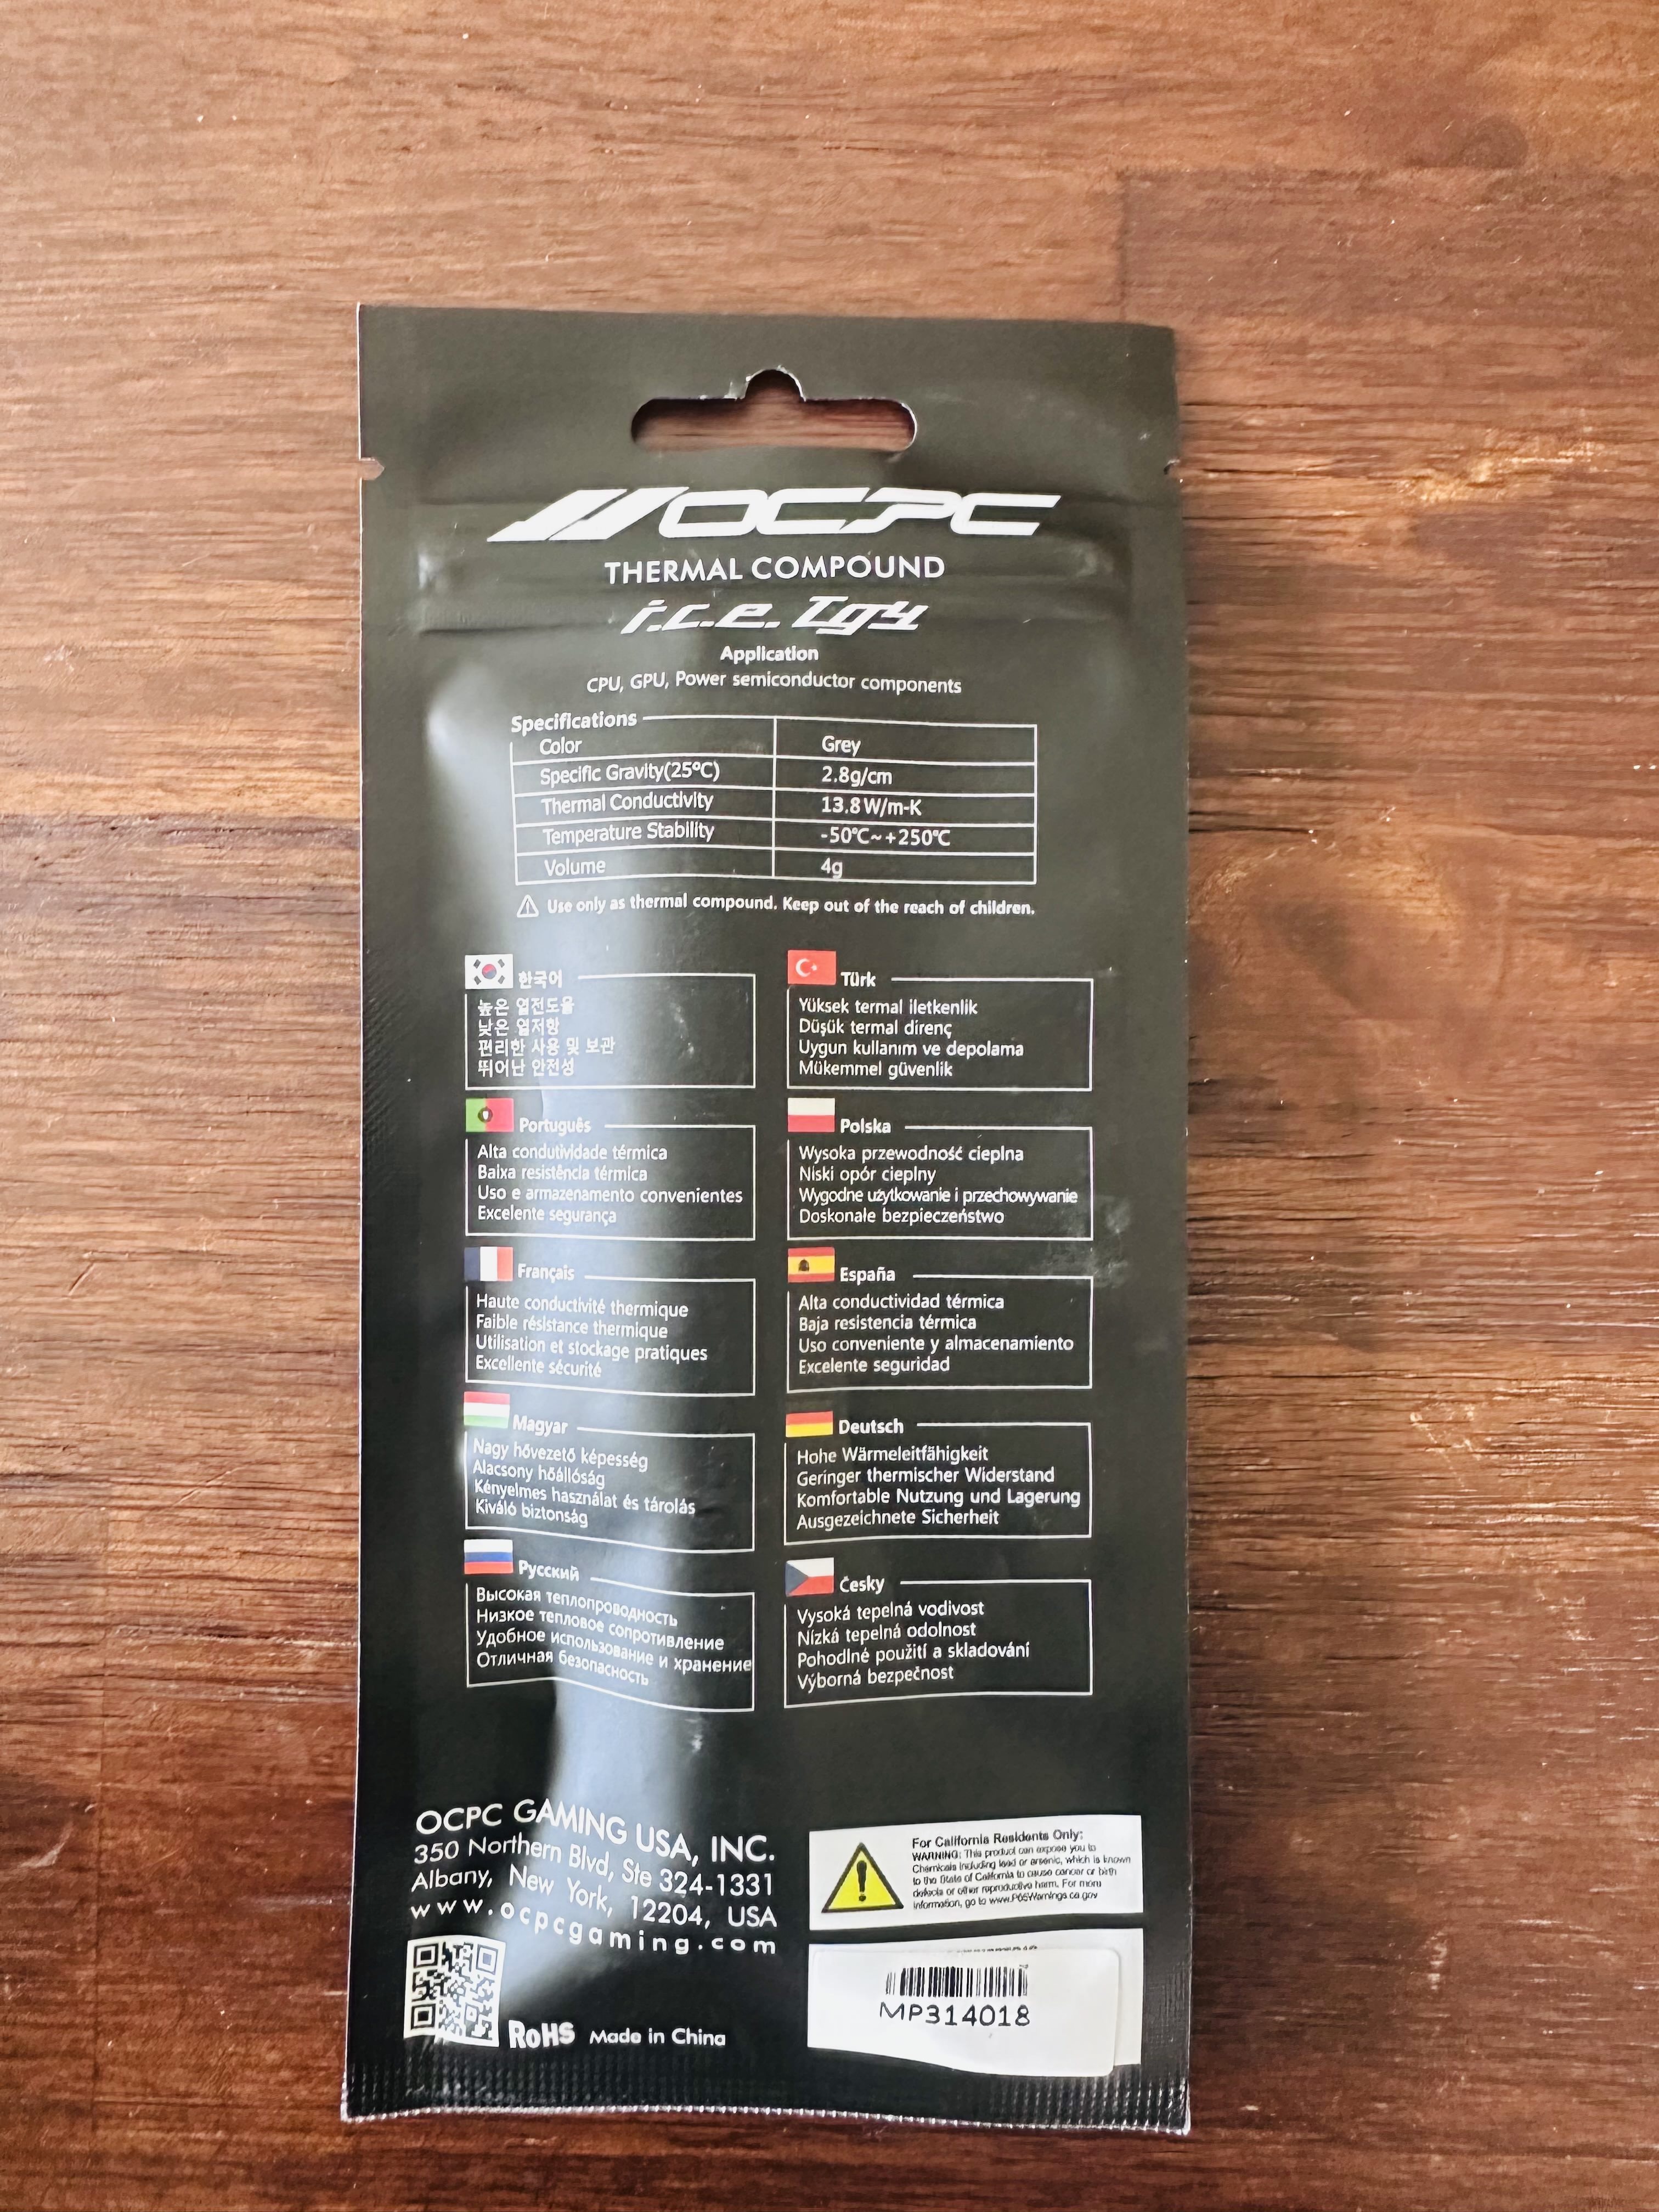 OCPC
THERMAL COMPOUND
i.c.e. Tgy
Application
CPU, GPU, Power semiconductor components
Specifications
Color Grey
Specific Gravity(25°C) 2.8g/cm
Thermal Conductivity 13.8W/m-K
Temperature Stability -50℃~+250℃
Volume 4g
Use only as thermal compound. Keep out of the reach of children.
한국어
높은 열전도율
낮은 열저항
편리한 사용 및 보관
뛰어난 안전성
Türk
Yüksek termal iletkenlik
Düşük termal direnç
Uygun kullanım ve depolama
Mükemmel güvenlik
Português
Alta condutividade térmica
Baixa resistência térmica
Uso e armazenamento convenientes
Excelente segurança
Polska
Wysoka przewodność cieplna
Niski opór cieplny
Wygodne użytkowanie i przechowywanie
Doskonałe bezpieczeństwo
Français
Haute conductivité thermique
Faible résistance thermique
Utilisation et stockage pratiques
Excellente sécurité
España
Alta conductividad térmica
Baja resistencia térmica
Uso conveniente y almacenamiento
Excelente seguridad
Magyar
Nagy hővezető képesség
Alacsony hőállóság
Kényelmes használat és tárolás
Kiváló biztonság
Deutsch
Hohe Wärmeleitfähigkeit
Geringer thermischer Widerstand
Komfortable Nutzung und Lagerung
Ausgezeichnete Sicherheit
Русский
Высокая теплопроводность
Низкое тепловое сопротивление
Удобное использование и хранение
Отличная безопасность
Česky
Vysoká tepelná vodivost
Nízká tepelná odolnost
Pohodlné použití a skladování
Výborná bezpečnost
OCPC GAMING USA, INC.
350 Northern Blvd, Ste 324-1331
Albany, New York, 12204, USA
www.ocpcgaming.com
RoHS Made in China
For California Residents Only:
WARNING: This product can expose you to
Chemicals including lead or arsenic, which is known
to the State of California to cause cancer or birth
defects or other reproductive harm. For more
information, go to www.P65Warnings.ca.gov
MP314018